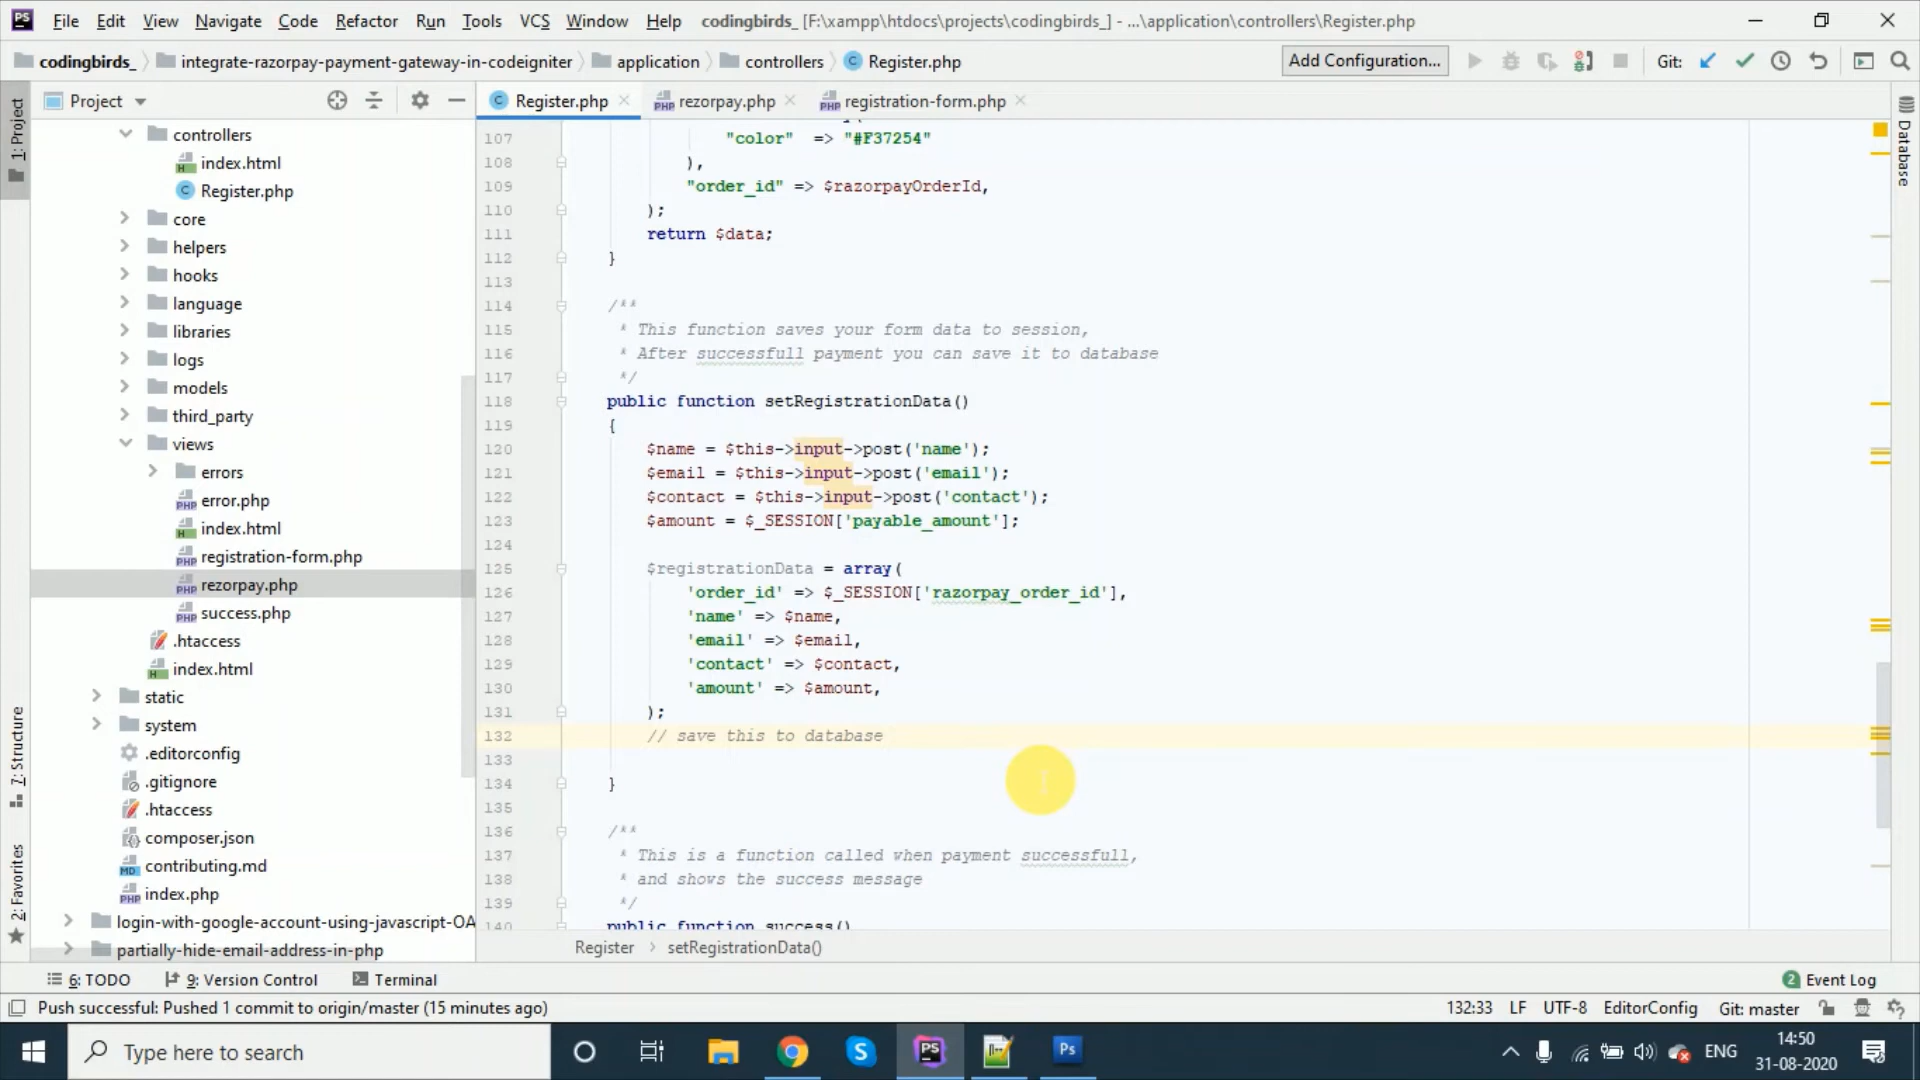 File Edit View Navigate Code Refactor Run Tools VCS Window Help codingbirds_ [F:\xampp\htdocs\projects\codingbirds_] - ...\application\controllers\Register.php
codingbirds_ integrate-razorpay-payment-gateway-in-codeigniter application controllers Register.php Add Configuration... Git:
Project Register.php rezorpay.php registration-form.php
1: Project
7: Structure
2: Favorites
Database
controllers
index.html
Register.php
core
helpers
hooks
language
libraries
logs
models
third_party
views
errors
error.php
index.html
registration-form.php
rezorpay.php
success.php
.htaccess
index.html
static
system
.editorconfig
.gitignore
.htaccess
composer.json
contributing.md
index.php
login-with-google-account-using-javascript-OA
partially-hide-email-address-in-php
107 "color" => "#F37254"
108 ),
109 "order_id" => $razorpayOrderId,
110 );
111 return $data;
112 }
113
114 /**
115 * This function saves your form data to session,
116 * After successfull payment you can save it to database
117 */
118 public function setRegistrationData()
119 {
120 $name = $this->input->post('name');
121 $email = $this->input->post('email');
122 $contact = $this->input->post('contact');
123 $amount = $_SESSION['payable_amount'];
124
125 $registrationData = array(
126 'order_id' => $_SESSION['razorpay_order_id'],
127 'name' => $name,
128 'email' => $email,
129 'contact' => $contact,
130 'amount' => $amount,
131 );
132 // save this to database
133
134 }
135
136 /**
137 * This is a function called when payment successfull,
138 * and shows the success message
139 */
140 public function success()
Register setRegistrationData()
6: TODO 9: Version Control Terminal 2 Event Log
Push successful: Pushed 1 commit to origin/master (15 minutes ago) 132:33 LF UTF-8 EditorConfig Git: master
Type here to search ENG 14:50
31-08-2020